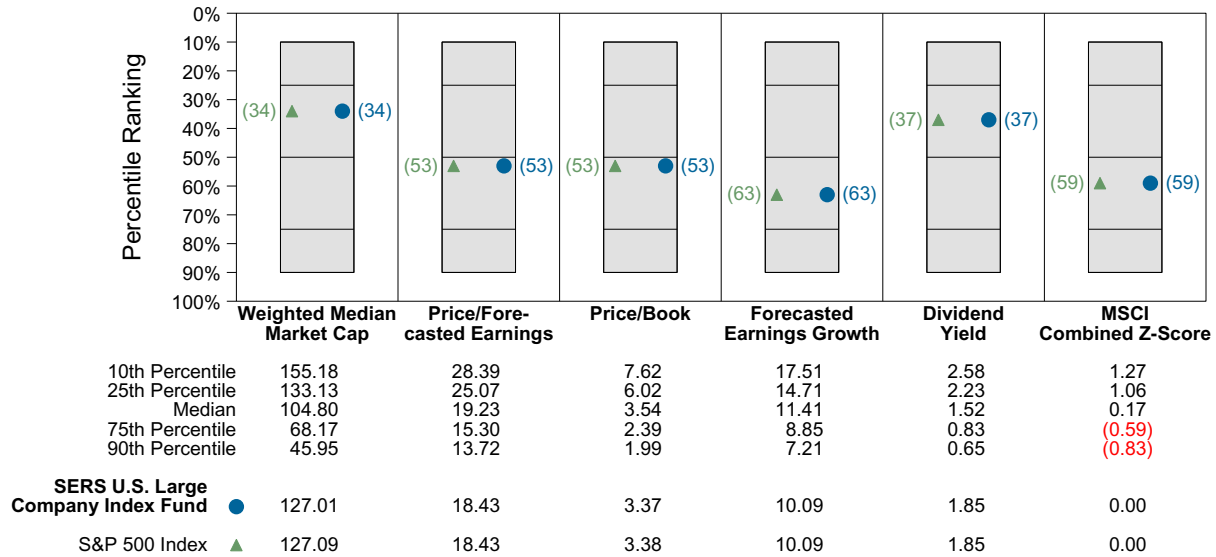 Percentile Ranking
0%
10%
20%
30%
40%
50%
60%
70%
80%
90%
100%
(34) (34)
(53) (53)
(53) (53)
(63) (63)
(37) (37)
(59) (59)
Weighted Median
Market Cap
Price/Fore-
casted Earnings
Price/Book
Forecasted
Earnings Growth
Dividend
Yield
MSCI
Combined Z-Score
10th Percentile 155.18 28.39 7.62 17.51 2.58 1.27
25th Percentile 133.13 25.07 6.02 14.71 2.23 1.06
Median 104.80 19.23 3.54 11.41 1.52 0.17
75th Percentile 68.17 15.30 2.39 8.85 0.83 (0.59)
90th Percentile 45.95 13.72 1.99 7.21 0.65 (0.83)
SERS U.S. Large
Company Index Fund 127.01 18.43 3.37 10.09 1.85 0.00
S&P 500 Index 127.09 18.43 3.38 10.09 1.85 0.00